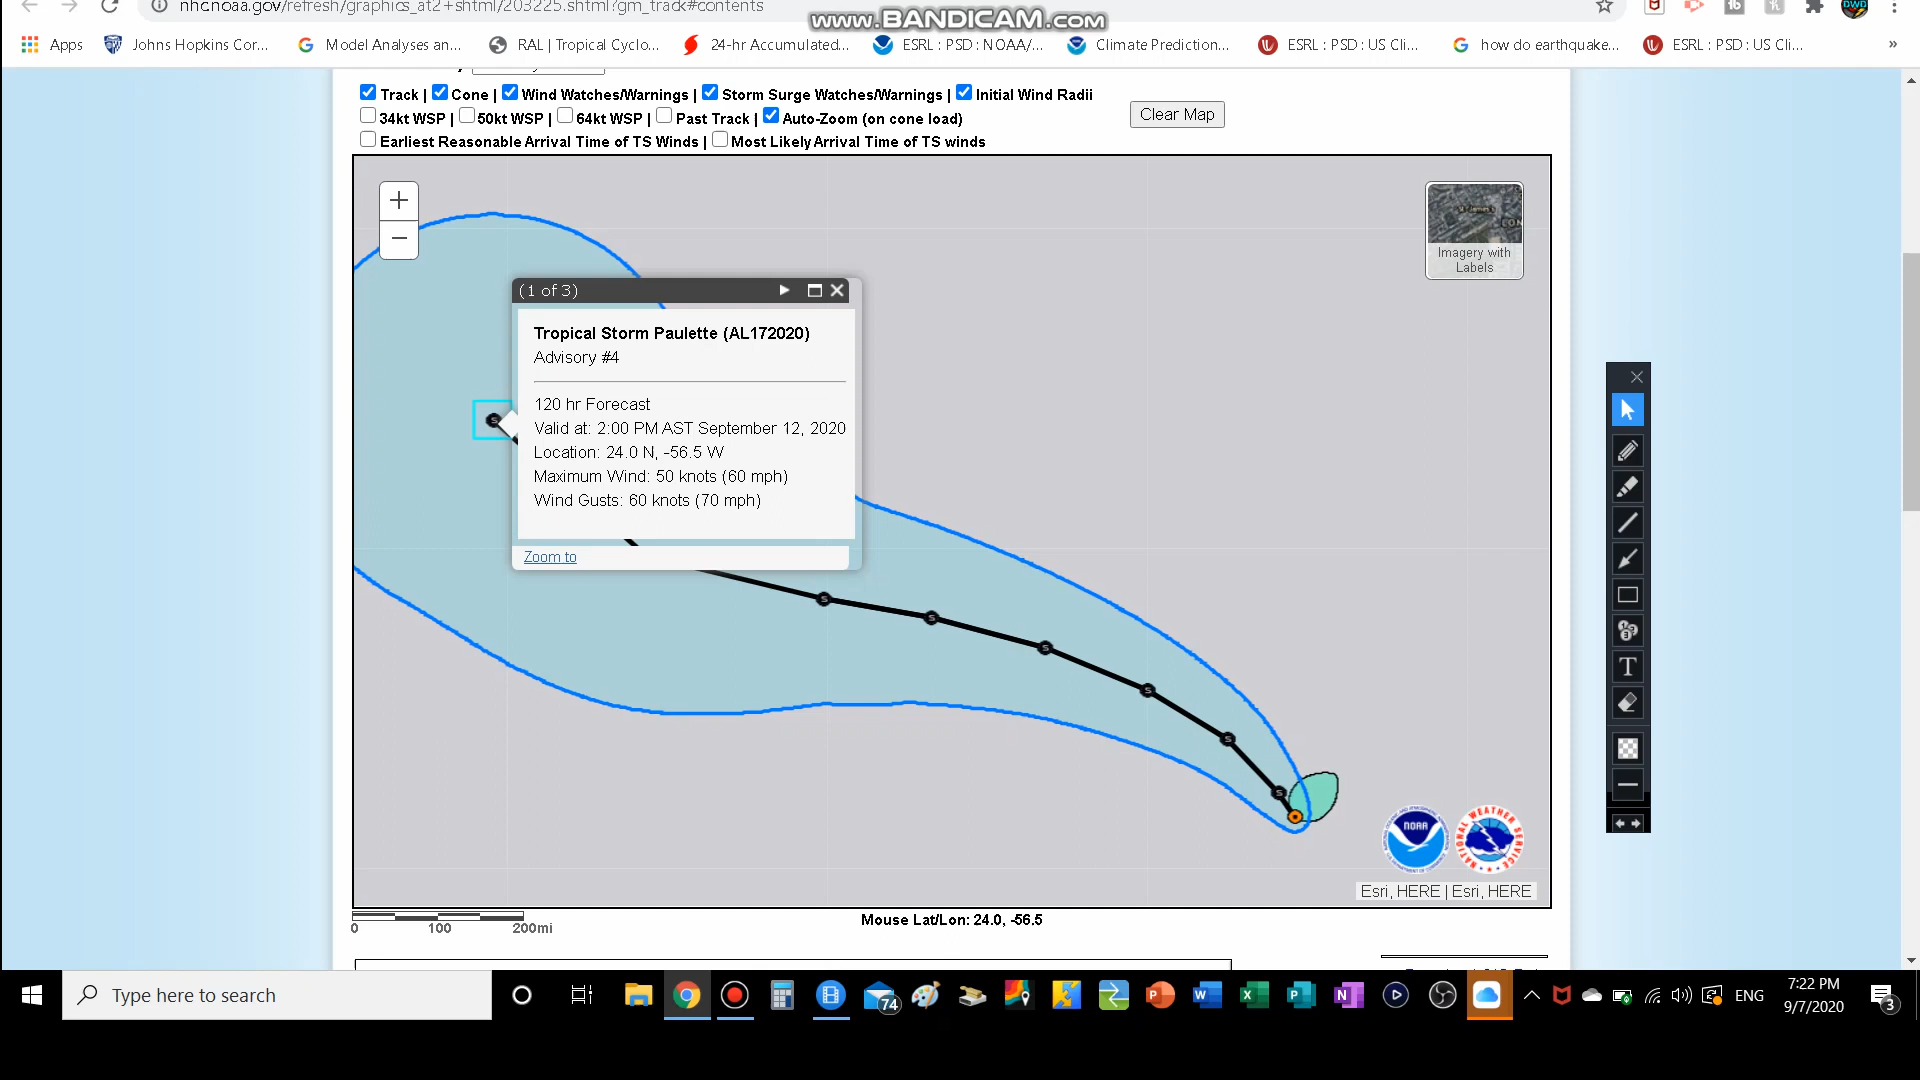 nhc.noaa.gov/refresh/graphics_at2+shtml/203225.shtml?gm_track#contents
www.BANDICAM.com
Apps
Johns Hopkins Cor...
Model Analyses an...
RAL | Tropical Cyclo...
24-hr Accumulated...
ESRL : PSD : NOAA/...
Climate Prediction...
ESRL : PSD : US Cli...
how do earthquake...
ESRL : PSD : US Cli...
»
Track | Cone | Wind Watches/Warnings | Storm Surge Watches/Warnings | Initial Wind Radii
34kt WSP | 50kt WSP | 64kt WSP | Past Track | Auto-Zoom (on cone load)
Clear Map
Earliest Reasonable Arrival Time of TS Winds | Most Likely Arrival Time of TS winds
+
−
Imagery with
Labels
(1 of 3)
Tropical Storm Paulette (AL172020)
Advisory #4
120 hr Forecast
Valid at: 2:00 PM AST September 12, 2020
Location: 24.0 N, -56.5 W
Maximum Wind: 50 knots (60 mph)
Wind Gusts: 60 knots (70 mph)
Zoom to
S
S
S
S
S
S
S
NOAA
NATIONAL WEATHER SERVICE
Esri, HERE | Esri, HERE
0 100 200mi
Mouse Lat/Lon: 24.0, -56.5
T
Type here to search
74
ENG
7:22 PM
9/7/2020
3